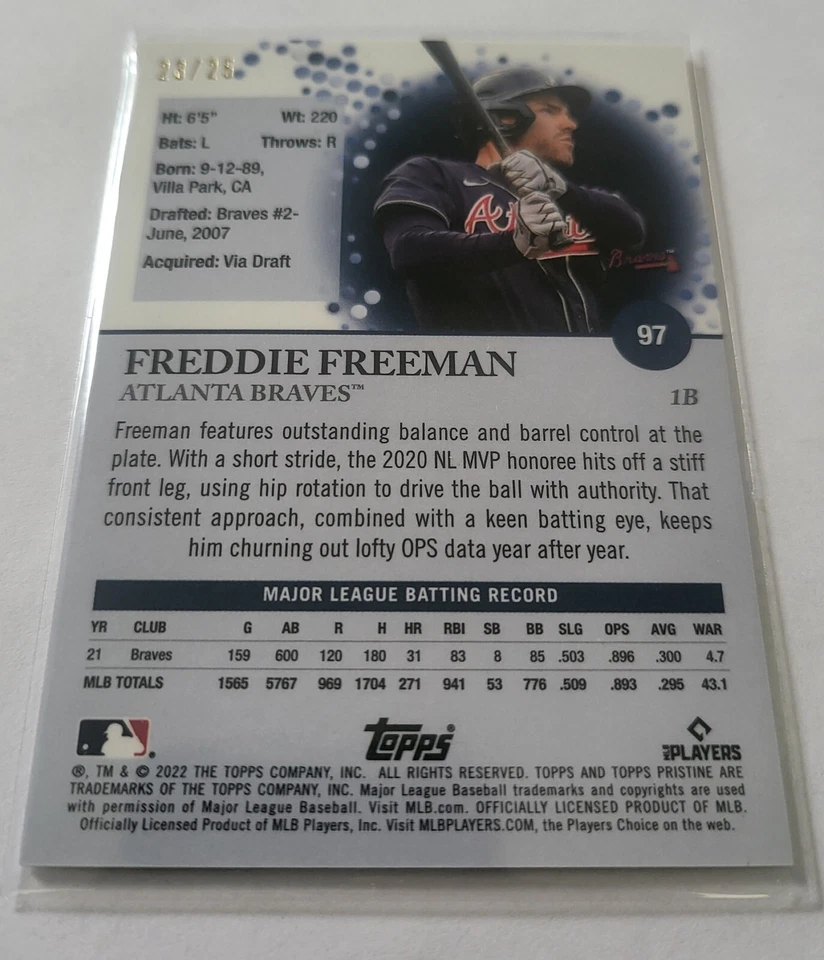 23/25
Ht: 6'5" Wt: 220
Bats: L Throws: R
Born: 9-12-89,
Villa Park, CA
Drafted: Braves #2-
June, 2007
Acquired: Via Draft
Braves™
97
FREDDIE FREEMAN
ATLANTA BRAVES™ 1B
Freeman features outstanding balance and barrel control at the
plate. With a short stride, the 2020 NL MVP honoree hits off a stiff
front leg, using hip rotation to drive the ball with authority. That
consistent approach, combined with a keen batting eye, keeps
him churning out lofty OPS data year after year.
MAJOR LEAGUE BATTING RECORD
YR CLUB G AB R H HR RBI SB BB SLG OPS AVG WAR
21 Braves 159 600 120 180 31 83 8 85 .503 .896 .300 4.7
MLB TOTALS 1565 5767 969 1704 271 941 53 776 .509 .893 .295 43.1
Topps®
MLB PLAYERS
®, TM & © 2022 THE TOPPS COMPANY, INC. ALL RIGHTS RESERVED. TOPPS AND TOPPS PRISTINE ARE
TRADEMARKS OF THE TOPPS COMPANY, INC. Major League Baseball trademarks and copyrights are used
with permission of Major League Baseball. Visit MLB.com. OFFICIALLY LICENSED PRODUCT OF MLB.
Officially Licensed Product of MLB Players, Inc. Visit MLBPLAYERS.COM, the Players Choice on the web.